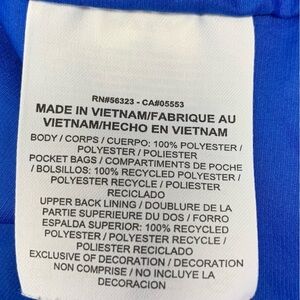 RN#56323 - CA#05553
MADE IN VIETNAM/FABRIQUE AU
VIETNAM/HECHO EN VIETNAM
BODY / CORPS / CUERPO: 100% POLYESTER /
POLYESTER / POLIESTER
POCKET BAGS / COMPARTIMENTS DE POCHE
/ BOLSILLOS: 100% RECYCLED POLYESTER /
POLYESTER RECYCLE / POLIESTER
RECICLADO
UPPER BACK LINING / DOUBLURE DE LA
PARTIE SUPERIEURE DU DOS / FORRO
ESPALDA SUPERIOR: 100% RECYCLED
POLYESTER / POLYESTER RECYCLE /
POLIESTER RECICLADO
EXCLUSIVE OF DECORATION / DECORATION
NON COMPRISE / NO INCLUYE LA
DECORACION